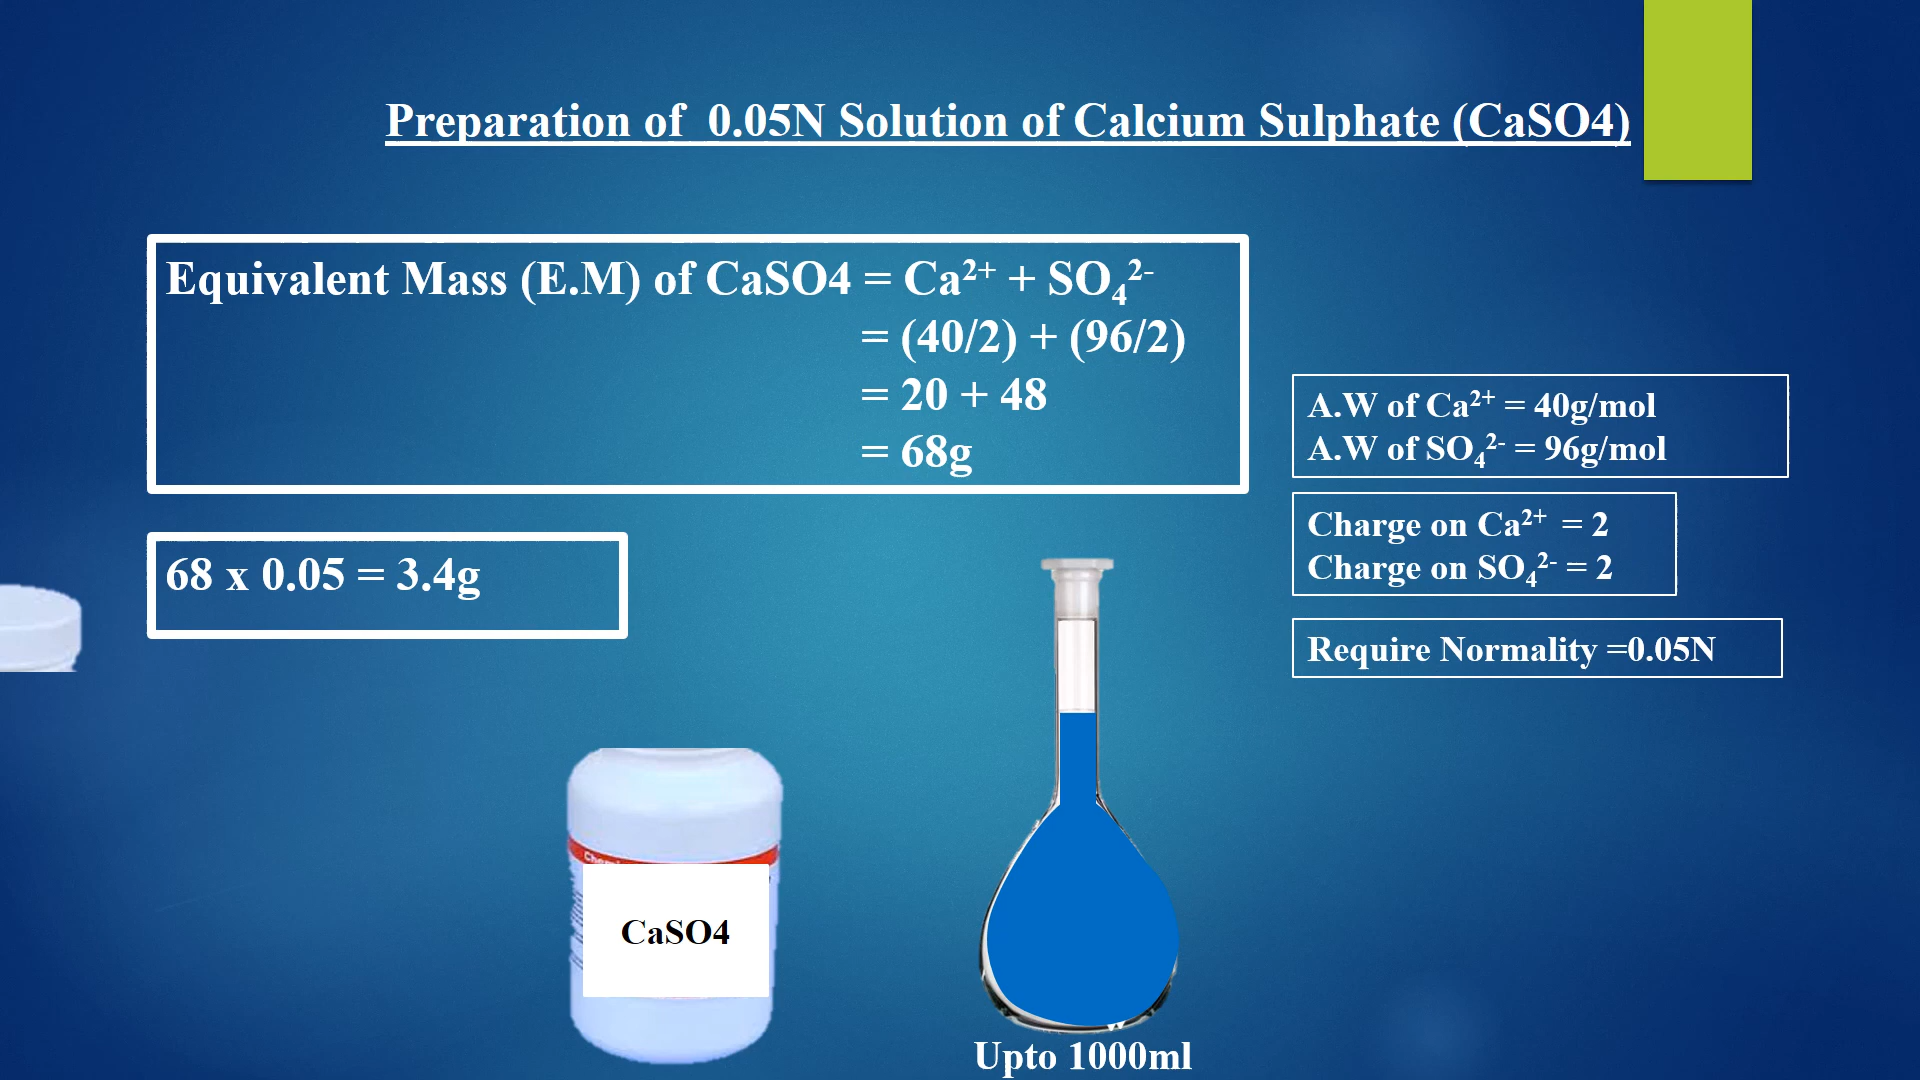 Preparation of 0.05N Solution of Calcium Sulphate (CaSO4)
Equivalent Mass (E.M) of CaSO4 = Ca²⁺ + SO₄²⁻
= (40/2) + (96/2)
= 20 + 48
= 68g
68 x 0.05 = 3.4g
A.W of Ca²⁺ = 40g/mol
A.W of SO₄²⁻ = 96g/mol
Charge on Ca²⁺ = 2
Charge on SO₄²⁻ = 2
Require Normality =0.05N
CaSO4
Upto 1000ml